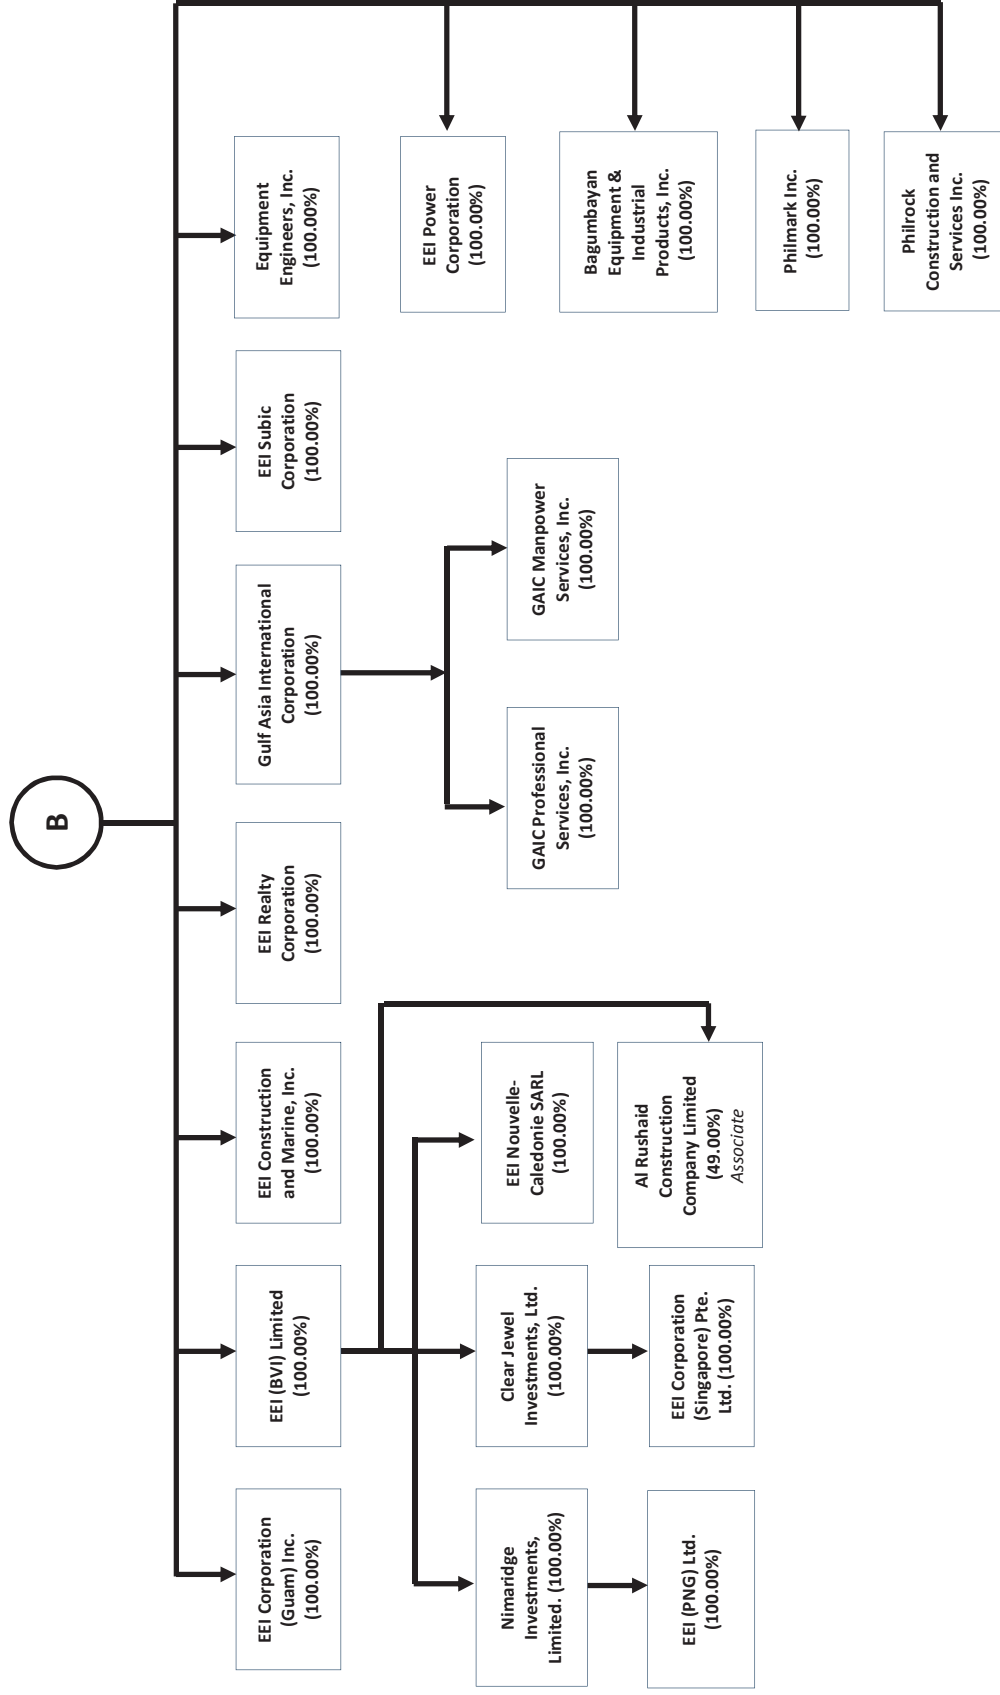 B
EEI Corporation
(Guam) Inc.
(100.00%)
EEI (BVI) Limited
(100.00%)
EEI Construction
and Marine, Inc.
(100.00%)
EEI Realty
Corporation
(100.00%)
Gulf Asia International
Corporation
(100.00%)
EEI Subic
Corporation
(100.00%)
Equipment
Engineers, Inc.
(100.00%)
EEI Power
Corporation
(100.00%)
Bagumbayan
Equipment &
Industrial
Products, Inc.
(100.00%)
Philmark Inc.
(100.00%)
Philrock
Construction and
Services Inc.
(100.00%)
Nimaridge
Investments,
Limited. (100.00%)
Clear Jewel
Investments, Ltd.
(100.00%)
EEI Nouvelle-
Caledonie SARL
(100.00%)
GAIC Professional
Services, Inc.
(100.00%)
GAIC Manpower
Services, Inc.
(100.00%)
EEI (PNG) Ltd.
(100.00%)
EEI Corporation
(Singapore) Pte.
Ltd. (100.00%)
Al Rushaid
Construction
Company Limited
(49.00%)
Associate